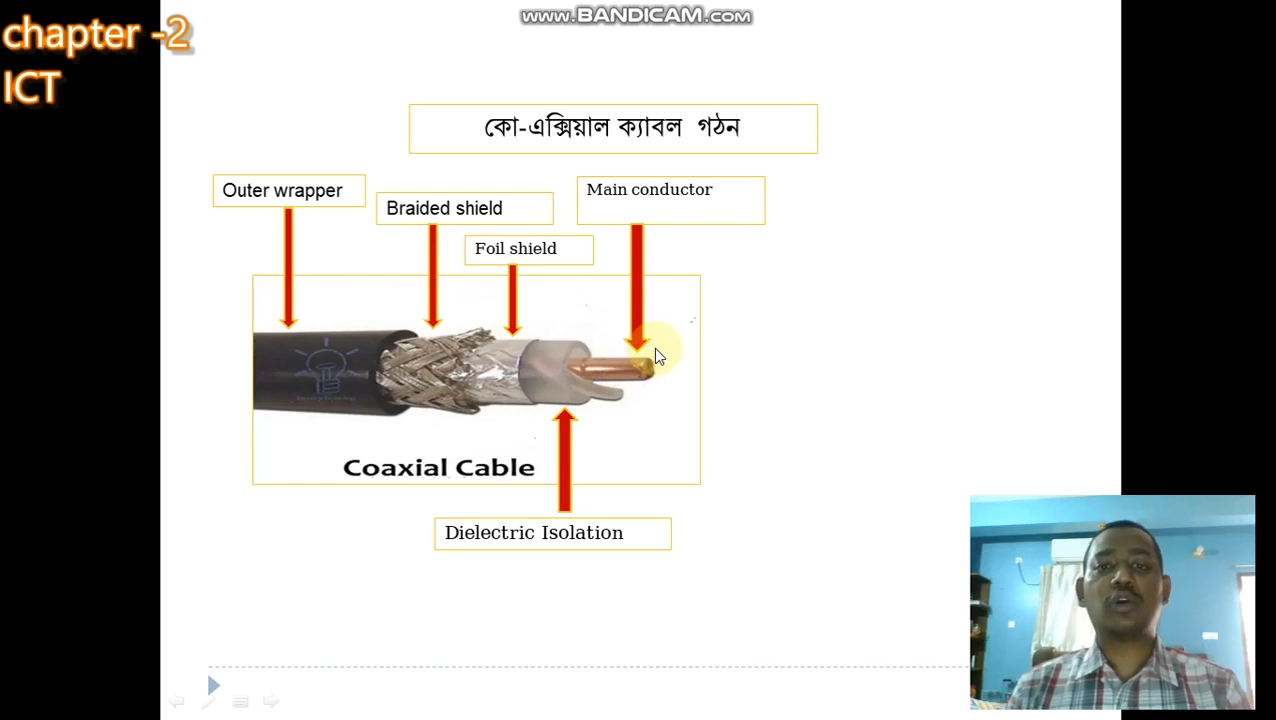 www.BANDICAM.com
chapter -2
ICT
কো-এক্সিয়াল ক্যাবল গঠন
Outer wrapper
Braided shield
Main conductor
Foil shield
Coaxial Cable
Dielectric Isolation